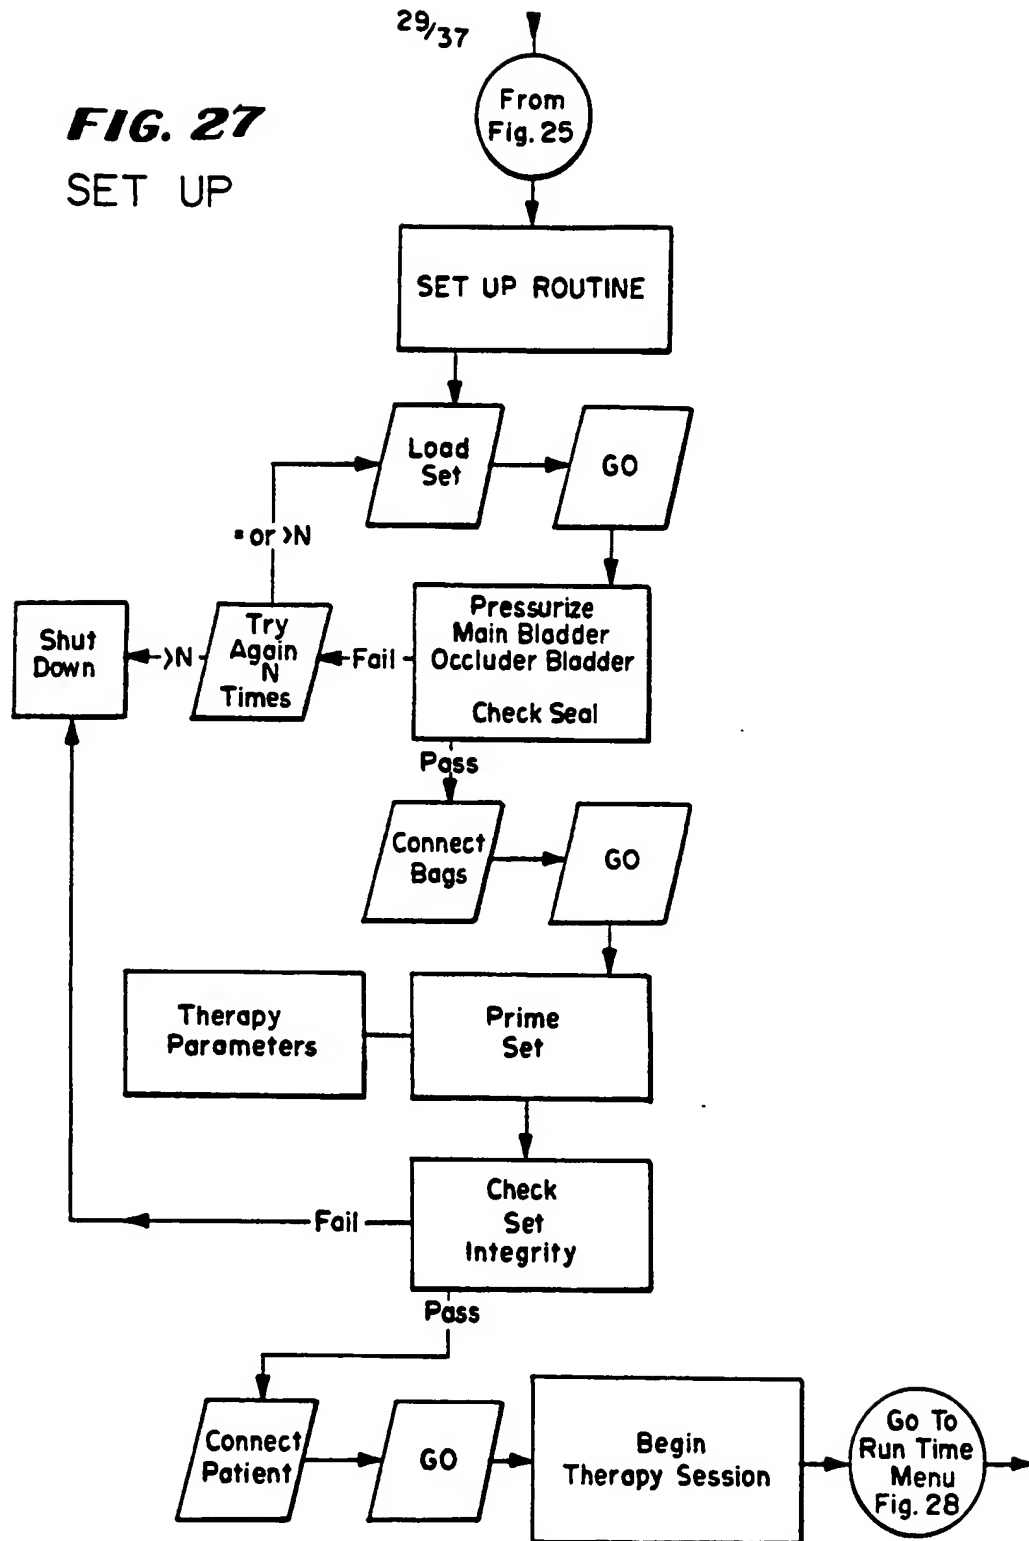 29/37
FIG. 27
SET UP
From
Fig. 25
SET UP ROUTINE
Load
Set
GO
= or >N
Shut
Down
>N
Try
Again
N
Times
Fail
Pressurize
Main Bladder
Occluder Bladder
Check Seal
Pass
Connect
Bags
GO
Therapy
Parameters
Prime
Set
Check
Set
Integrity
Fail
Pass
Connect
Patient
GO
Begin
Therapy Session
Go To
Run Time
Menu
Fig. 28